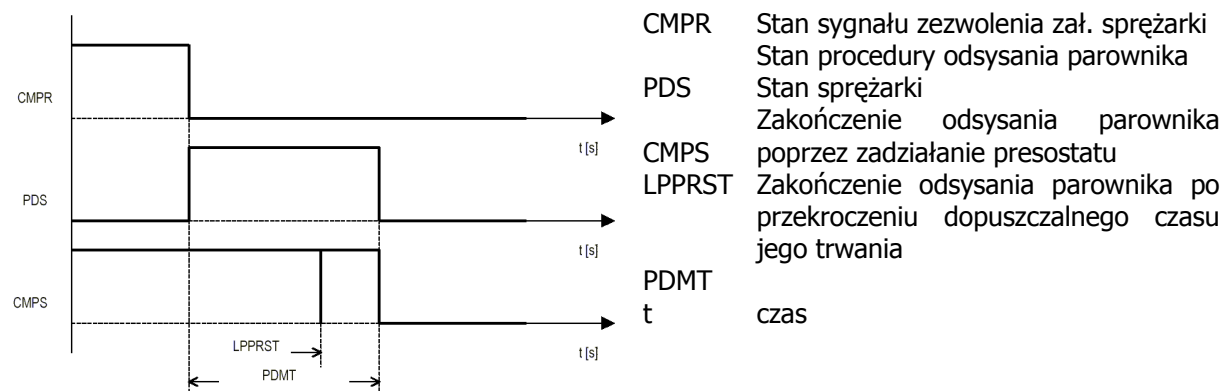 CMPR
t [s]
PDS
t [s]
CMPS
t [s]
LPPRST
PDMT
CMPR Stan sygnału zezwolenia zał. sprężarki
Stan procedury odsysania parownika
PDS Stan sprężarki
Zakończenie odsysania parownika
CMPS poprzez zadziałanie presostatu
LPPRST Zakończenie odsysania parownika po
przekroczeniu dopuszczalnego czasu
jego trwania
PDMT
t czas